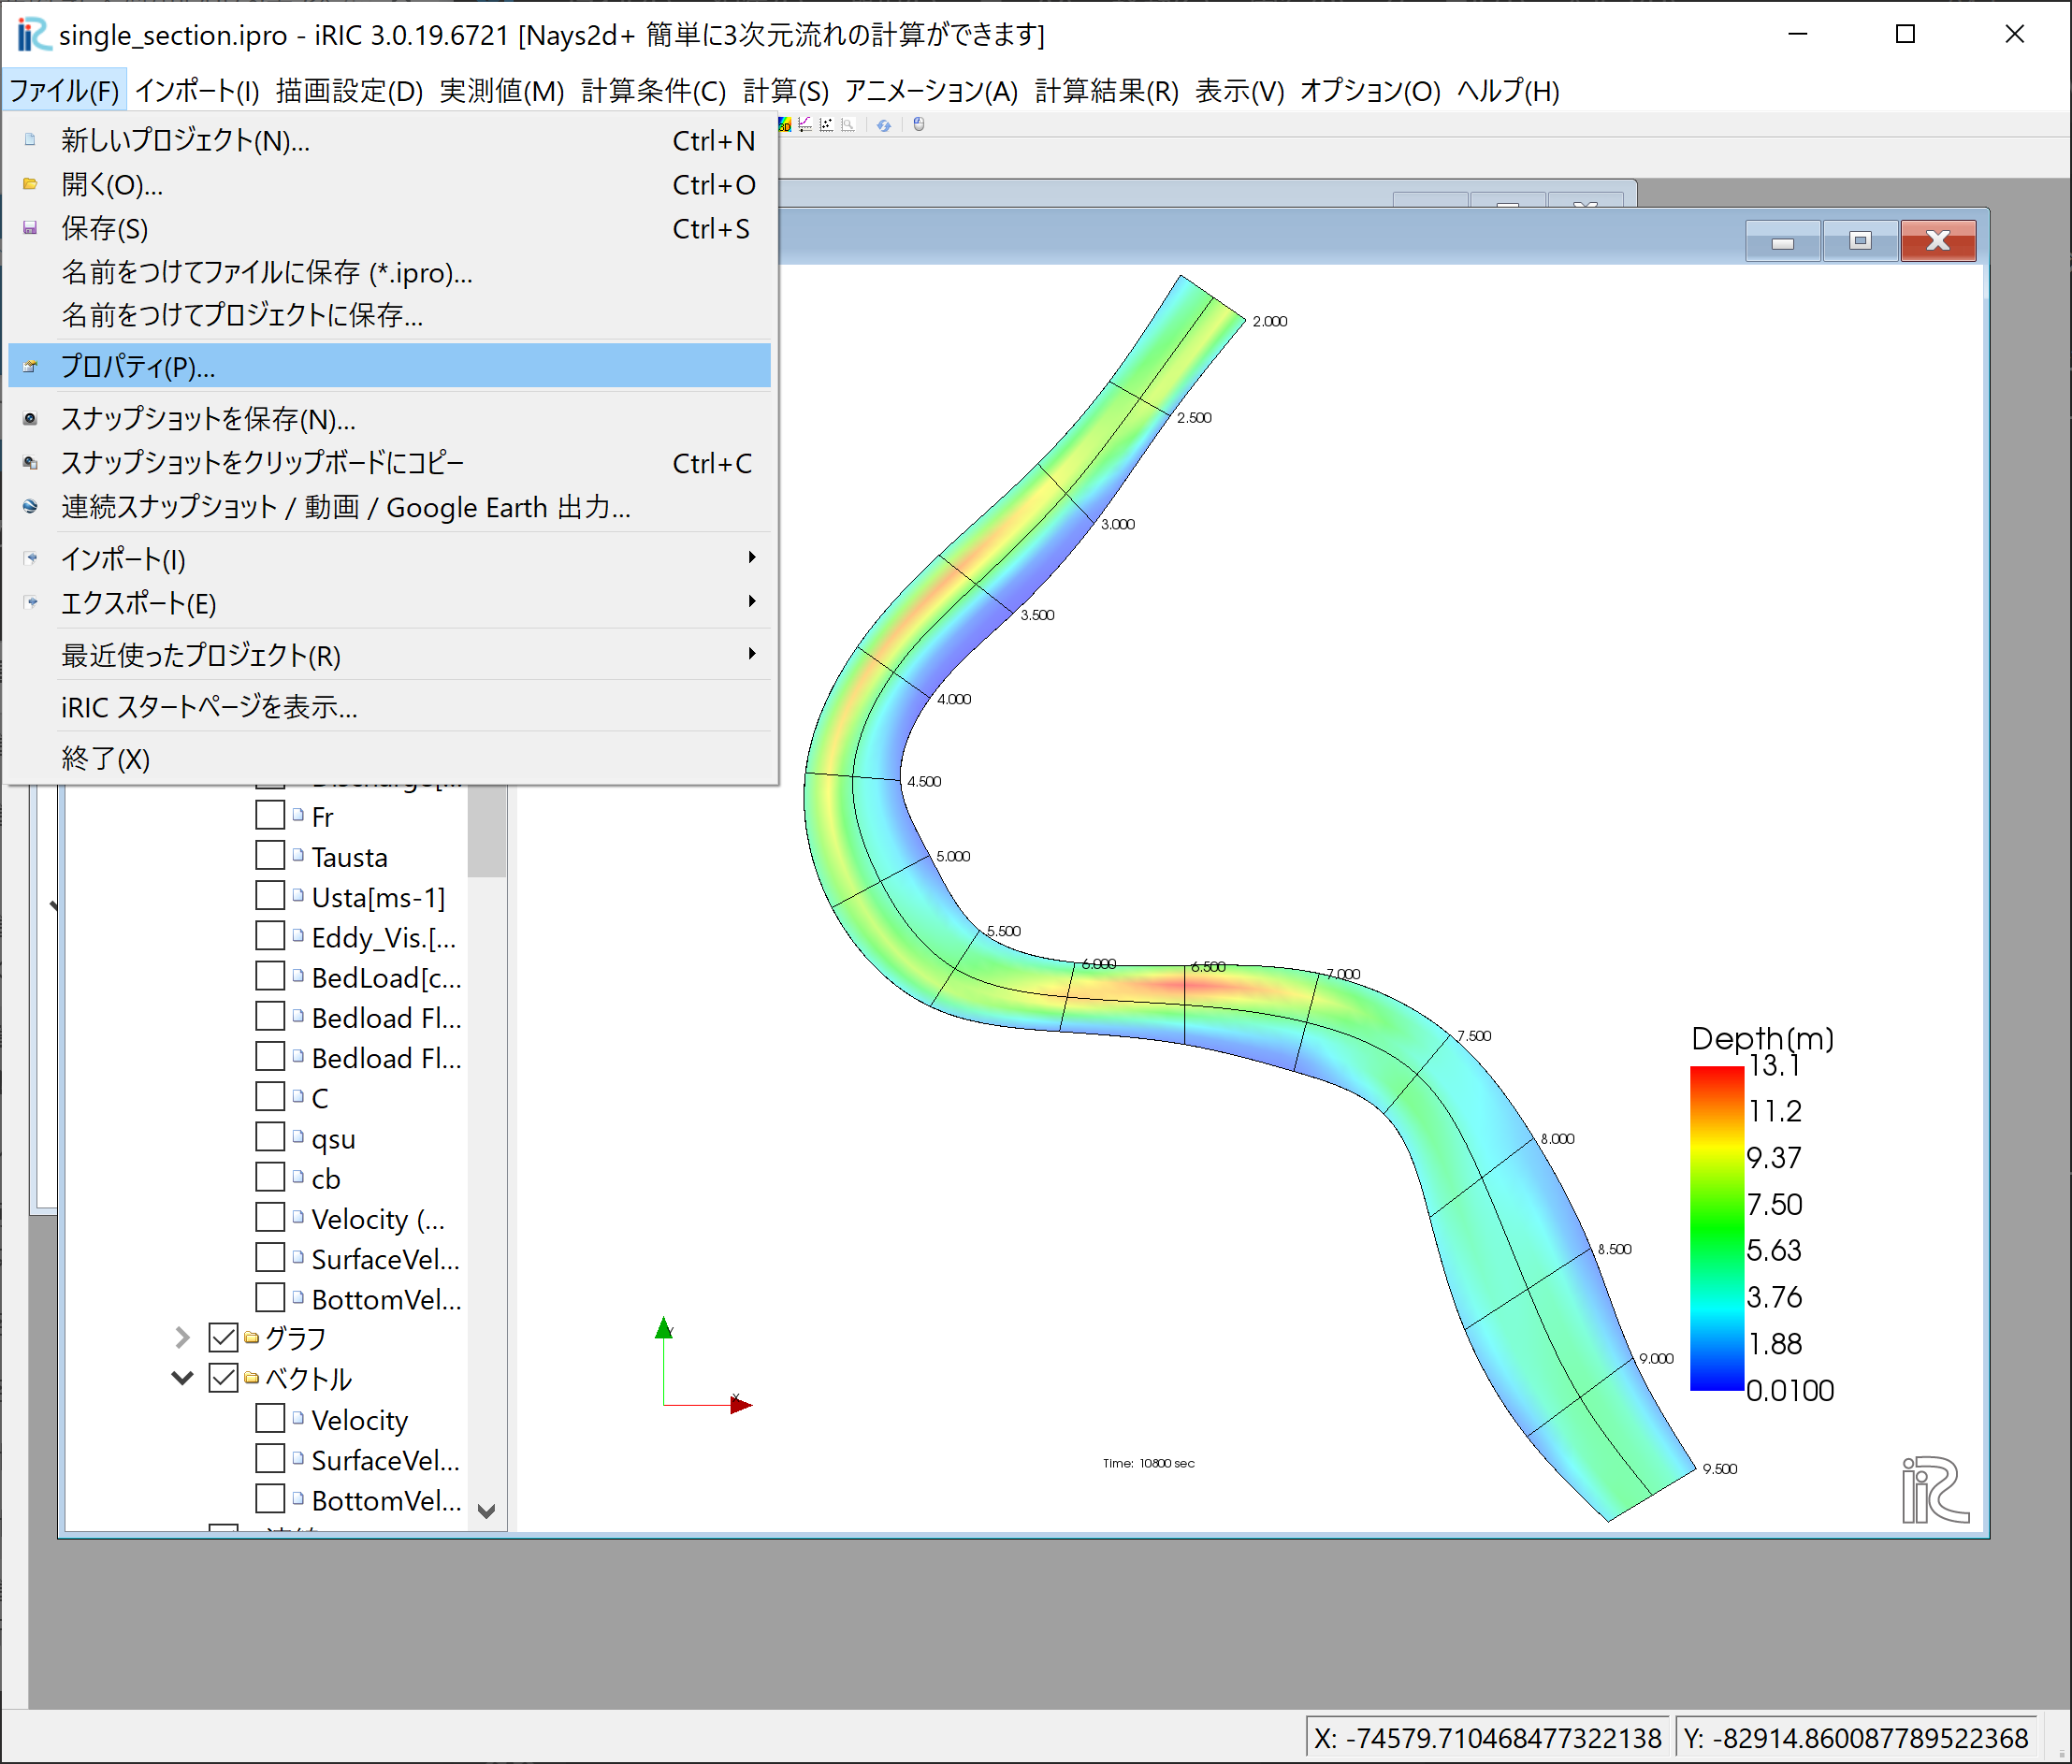 single_section.ipro - iRIC 3.0.19.6721 [Nays2d+ 簡単に3次元流れの計算ができます]
ファイル(F) インポート(I) 描画設定(D) 実測値(M) 計算条件(C) 計算(S) アニメーション(A) 計算結果(R) 表示(V) オプション(O) ヘルプ(H)
新しいプロジェクト(N)... Ctrl+N
開く(O)... Ctrl+O
保存(S) Ctrl+S
名前をつけてファイルに保存 (*.ipro)...
名前をつけてプロジェクトに保存...
プロパティ(P)...
スナップショットを保存(N)...
スナップショットをクリップボードにコピー Ctrl+C
連続スナップショット / 動画 / Google Earth 出力...
インポート(I)
エクスポート(E)
最近使ったプロジェクト(R)
iRIC スタートページを表示...
終了(X)
Fr
Tausta
Usta[ms-1]
Eddy_Vis.[...
BedLoad[c...
Bedload Fl...
Bedload Fl...
C
qsu
cb
Velocity (...
SurfaceVel...
BottomVel...
グラフ
ベクトル
Velocity
SurfaceVel...
BottomVel...
2.000
2.500
3.000
3.500
4.000
4.500
5.000
5.500
6.000
6.500
7.000
7.500
8.000
8.500
9.000
9.500
Depth(m)
13.1
11.2
9.37
7.50
5.63
3.76
1.88
0.0100
Y
X
Time: 10800 sec
iRIC
X: -74579.710468477322138
Y: -82914.860087789522368